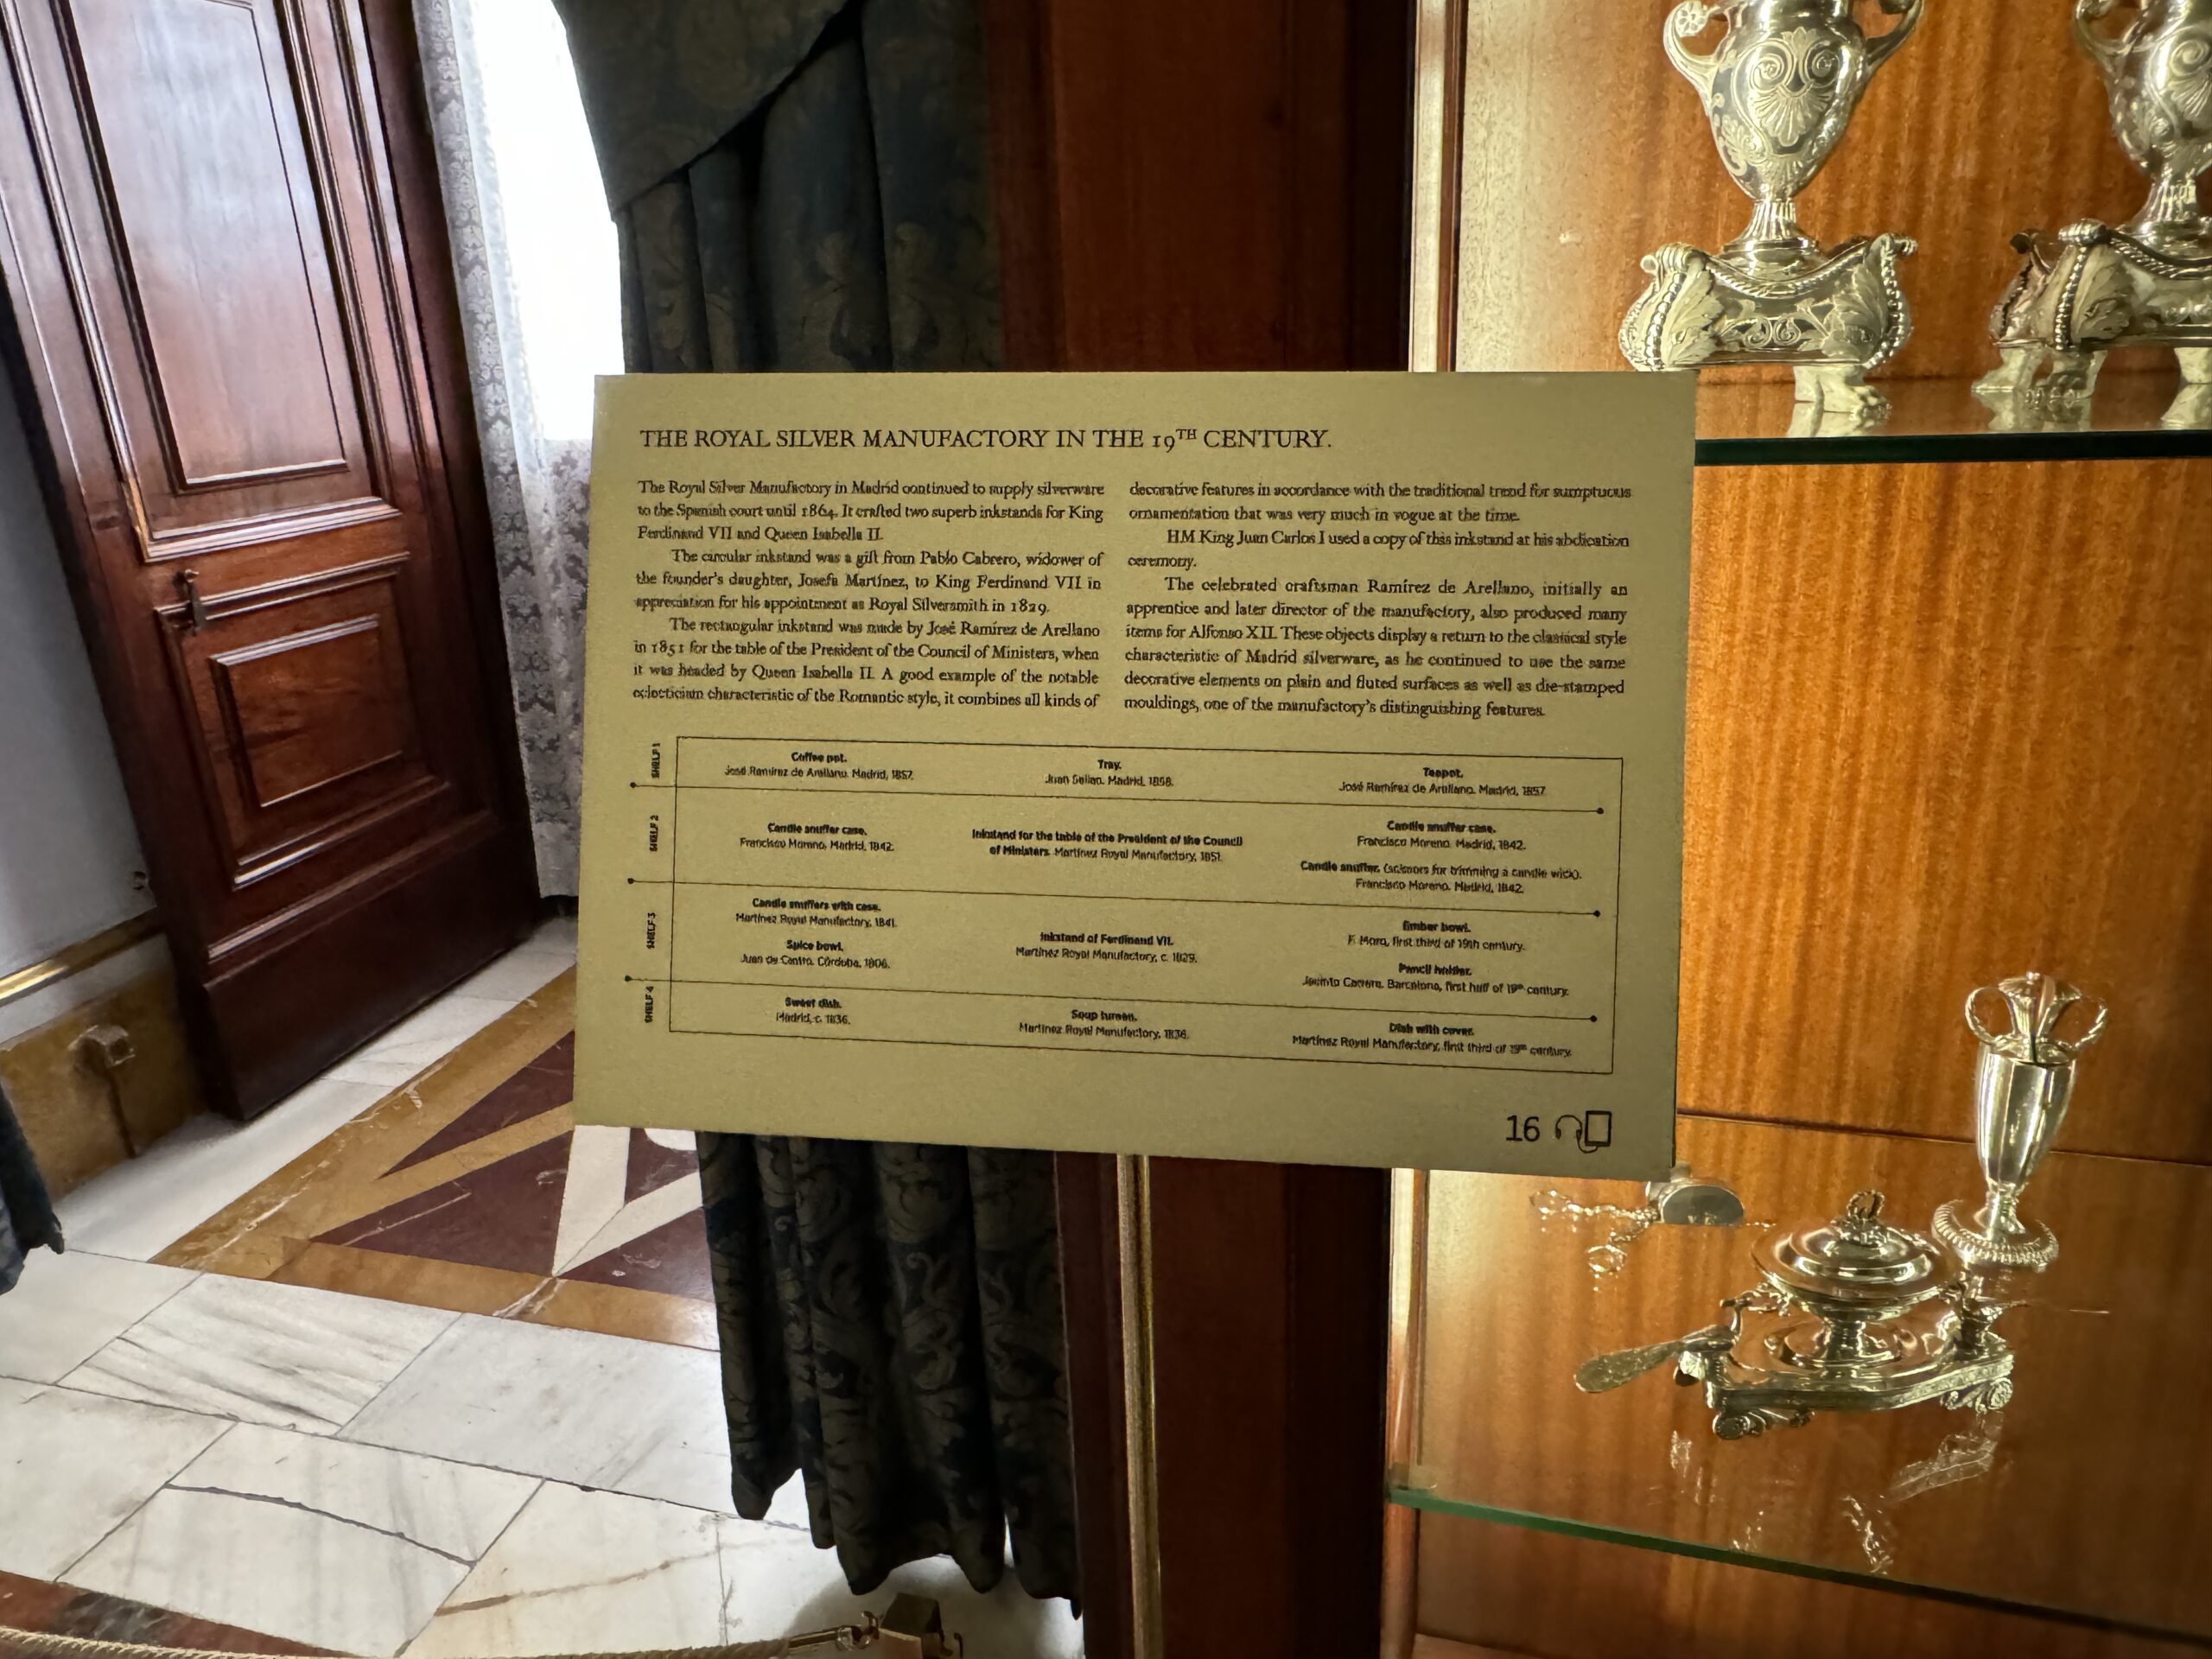 THE ROYAL SILVER MANUFACTORY IN THE 19TH CENTURY.
The Royal Silver Manufactory in Madrid continued to supply silverware
to the Spanish court until 1864. It crafted two superb inkstands for King
Ferdinand VII and Queen Isabella II.
The circular inkstand was a gift from Pablo Cabrero, widower of
the founder's daughter, Josefa Martínez, to King Ferdinand VII in
appreciation for his appointment as Royal Silversmith in 1829.
The rectangular inkstand was made by José Ramírez de Arellano
in 1851 for the table of the President of the Council of Ministers, when
it was headed by Queen Isabella II. A good example of the notable
eclecticism characteristic of the Romantic style, it combines all kinds of
decorative features in accordance with the traditional trend for sumptuous
ornamentation that was very much in vogue at the time.
HM King Juan Carlos I used a copy of this inkstand at his abdication
ceremony.
The celebrated craftsman Ramírez de Arellano, initially an
apprentice and later director of the manufactory, also produced many
items for Alfonso XII. These objects display a return to the classical style
characteristic of Madrid silverware, as he continued to use the same
decorative elements on plain and fluted surfaces as well as die-stamped
mouldings, one of the manufactory's distinguishing features.
SHELF 1
Coffee pot.
José Ramírez de Arellano. Madrid, 1857.
Tray.
Juan Sellan. Madrid, 1858.
Teapot.
José Ramírez de Arellano. Madrid, 1857
SHELF 2
Candle snuffer case.
Francisco Moreno. Madrid, 1842.
Inkstand for the table of the President of the Council
of Ministers. Martínez Royal Manufactory, 1851.
Candle snuffer case.
Francisco Moreno. Madrid, 1842.
Candle snuffer. (scissors for trimming a candle wick).
Francisco Moreno. Madrid, 1842.
SHELF 3
Candle snuffers with case.
Martínez Royal Manufactory, 1841.
Spice bowl.
Juan de Castro. Córdoba, 1806.
Inkstand of Ferdinand VII.
Martínez Royal Manufactory, c. 1829.
Ember bowl.
F. Mora, first third of 19th century.
Pencil holder.
Jacinto Carrera. Barcelona, first half of 19th century.
SHELF 4
Sweet dish.
Madrid, c. 1836.
Soup tureen.
Martínez Royal Manufactory, 1836.
Dish with cover.
Martínez Royal Manufactory, first third of 19th century.
16